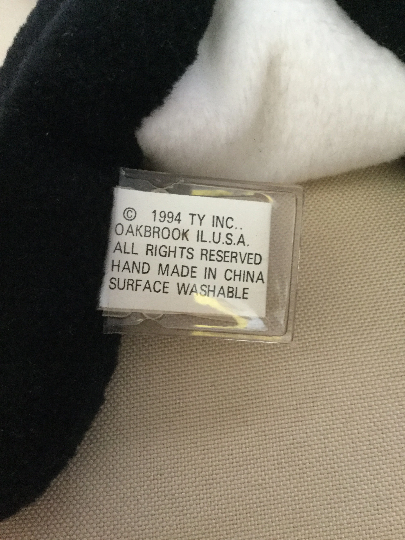 © 1994 TY INC..
OAKBROOK IL.U.S.A.
ALL RIGHTS RESERVED
HAND MADE IN CHINA
SURFACE WASHABLE